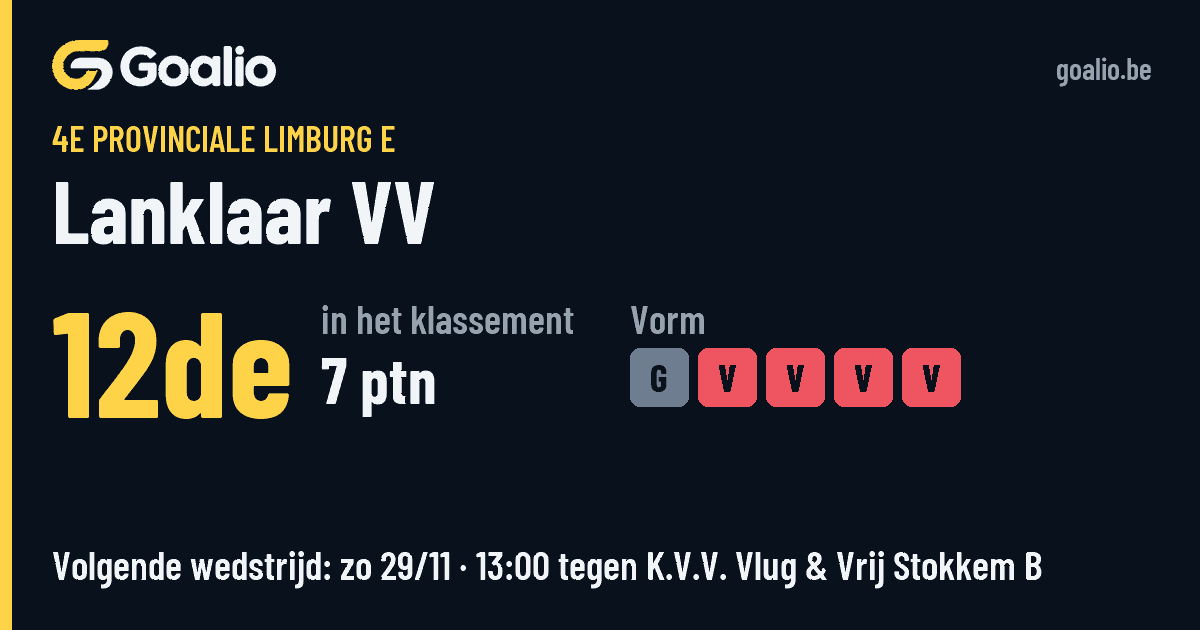 Goalio
goalio.be
4E PROVINCIALE LIMBURG E
Lanklaar VV
12de
in het klassement
7 ptn
Vorm
G V V V V
Volgende wedstrijd: zo 29/11 · 13:00 tegen K.V.V. Vlug & Vrij Stokkem B